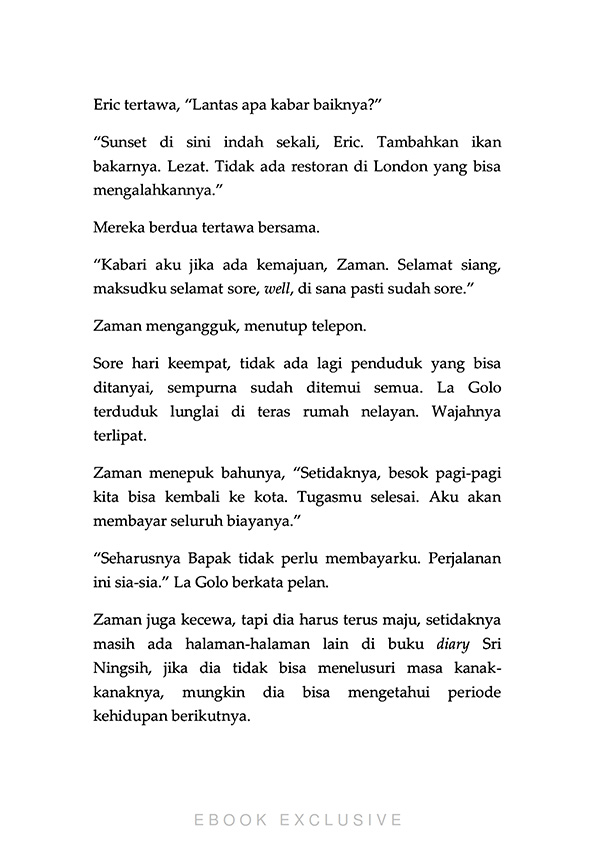 Eric tertawa, “Lantas apa kabar baiknya?”
“Sunset di sini indah sekali, Eric. Tambahkan ikan
bakarnya. Lezat. Tidak ada restoran di London yang bisa
mengalahkannya.”
Mereka berdua tertawa bersama.
“Kabari aku jika ada kemajuan, Zaman. Selamat siang,
maksudku selamat sore, well, di sana pasti sudah sore.”
Zaman mengangguk, menutup telepon.
Sore hari keempat, tidak ada lagi penduduk yang bisa
ditanyai, sempurna sudah ditemui semua. La Golo
terduduk lunglai di teras rumah nelayan. Wajahnya
terlipat.
Zaman menepuk bahunya, “Setidaknya, besok pagi-pagi
kita bisa kembali ke kota. Tugasmu selesai. Aku akan
membayar seluruh biayanya.”
“Seharusnya Bapak tidak perlu membayarku. Perjalanan
ini sia-sia.” La Golo berkata pelan.
Zaman juga kecewa, tapi dia harus terus maju, setidaknya
masih ada halaman-halaman lain di buku diary Sri
Ningsih, jika dia tidak bisa menelusuri masa kanak-
kanaknya, mungkin dia bisa mengetahui periode
kehidupan berikutnya.
EBOOK EXCLUSIVE